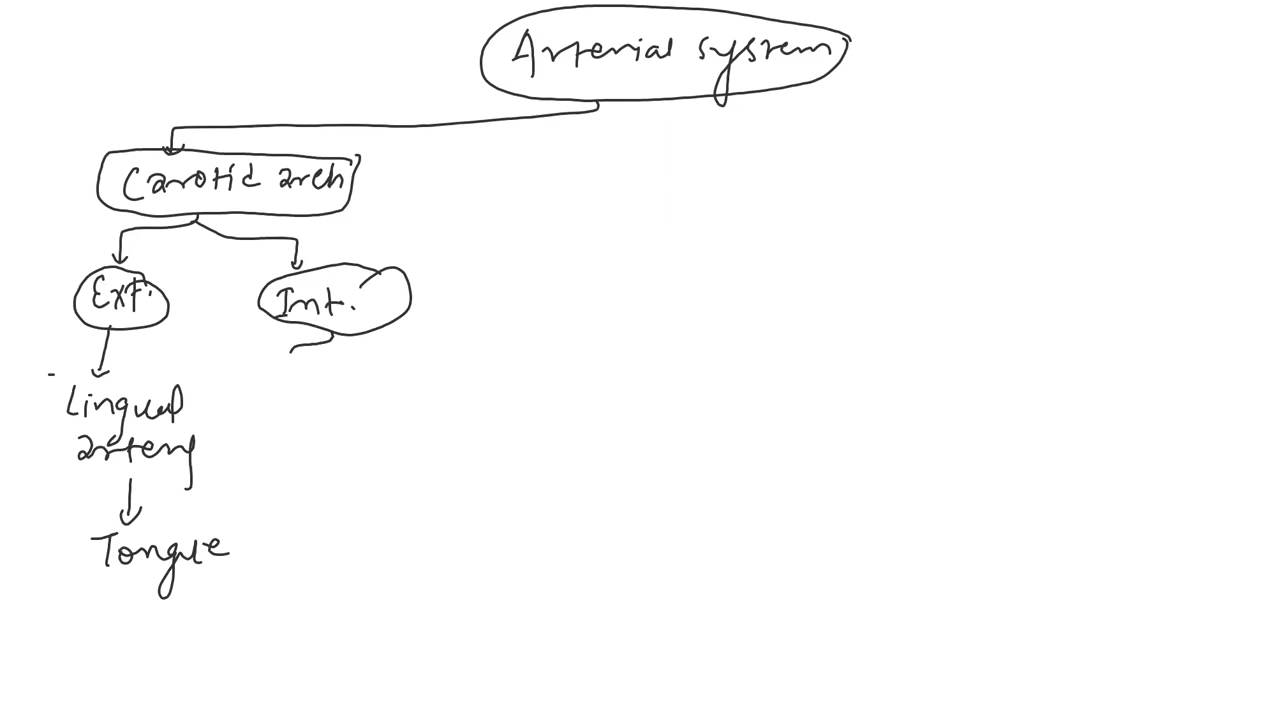 Arterial system
Carotid arch
Ext.
Int.
Lingual
artery
Tongue